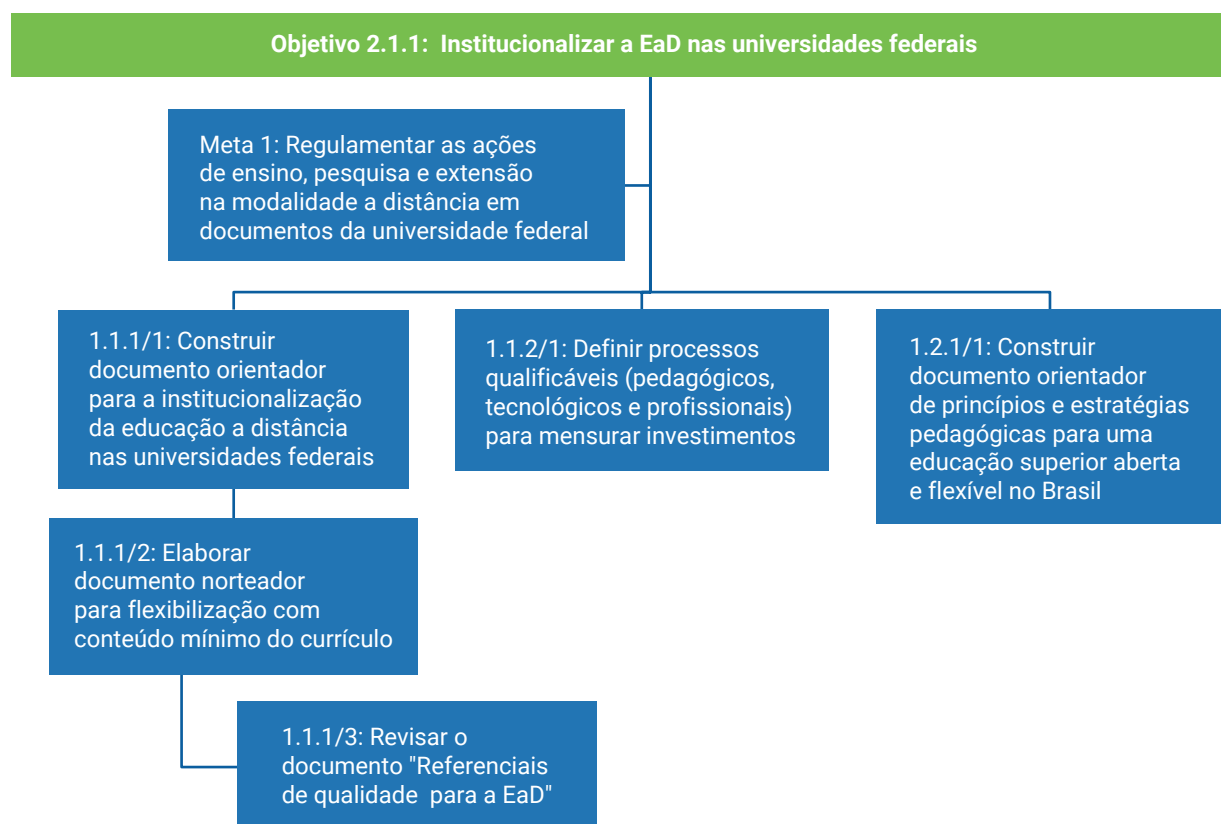 Objetivo 2.1.1: Institucionalizar a EaD nas universidades federais
Meta 1: Regulamentar as ações
de ensino, pesquisa e extensão
na modalidade a distância em
documentos da universidade federal
1.1.1/1: Construir
documento orientador
para a institucionalização
da educação a distância
nas universidades federais
1.1.2/1: Definir processos
qualificáveis (pedagógicos,
tecnológicos e profissionais)
para mensurar investimentos
1.2.1/1: Construir
documento orientador
de princípios e estratégias
pedagógicas para uma
educação superior aberta
e flexível no Brasil
1.1.1/2: Elaborar
documento norteador
para flexibilização com
conteúdo mínimo do currículo
1.1.1/3: Revisar o
documento "Referenciais
de qualidade para a EaD"